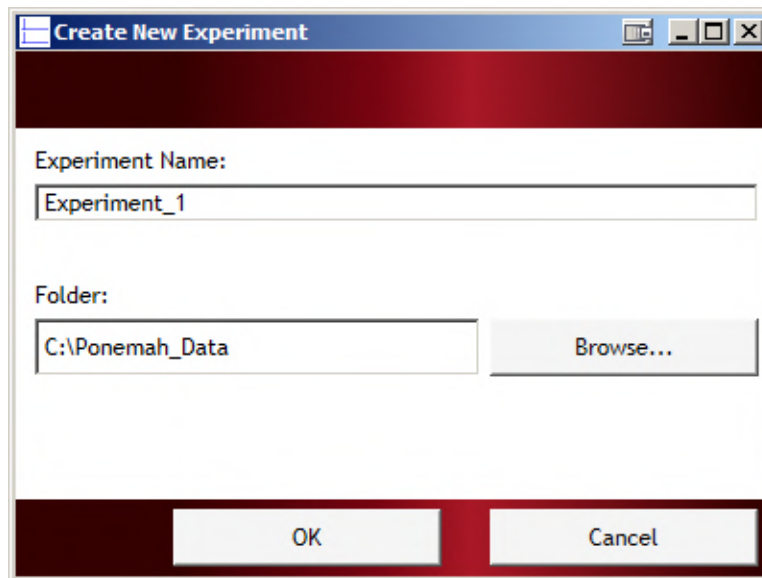 Create New Experiment
Experiment Name:
Experiment_1
Folder:
C:\Ponemah_Data
Browse...
OK
Cancel